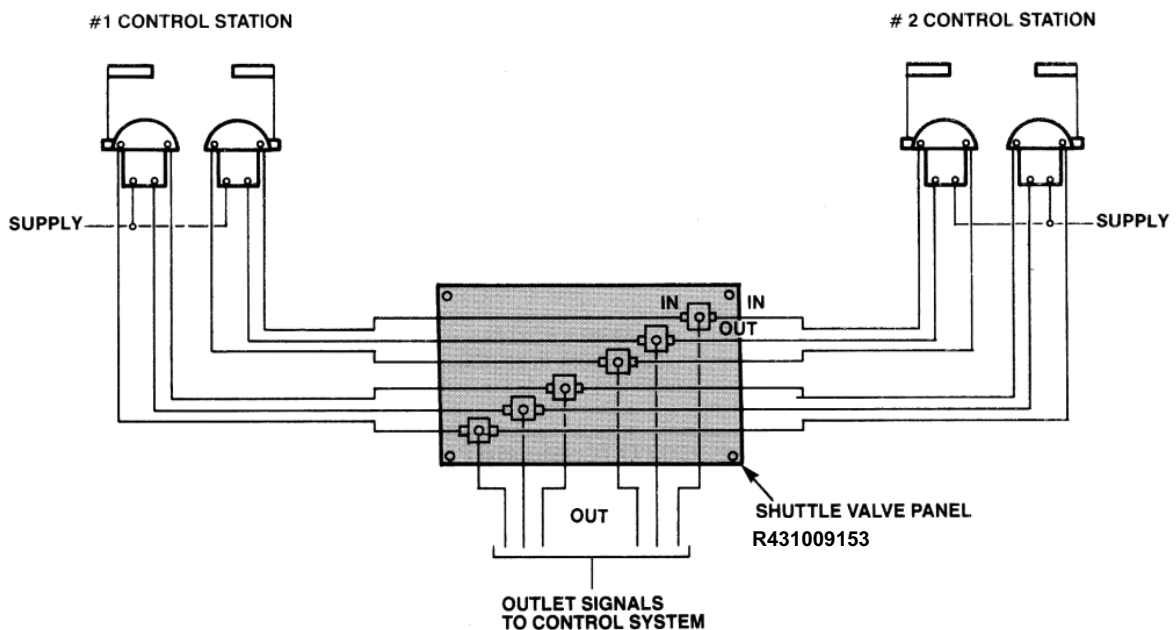 #1 CONTROL STATION
# 2 CONTROL STATION
SUPPLY
SUPPLY
IN
IN
OUT
OUT
SHUTTLE VALVE PANEL
R431009153
OUTLET SIGNALS
TO CONTROL SYSTEM